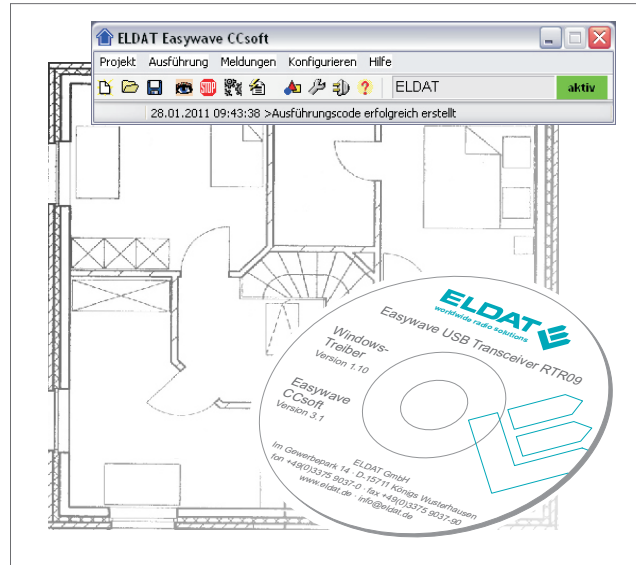 ELDAT Easywave CCsoft
Projekt Ausführung Meldungen Konfigurieren Hilfe
STOP ? ELDAT aktiv
28.01.2011 09:43:38 >Ausführungscode erfolgreich erstellt
ELDAT
worldwide radio solutions
Easywave USB Transceiver RTR09
Windows-
Treiber
Version 1.10
Easywave
CCsoft
Version 3.1
ELDAT GmbH
Im Gewerbepark 14 · D-15711 Königs Wusterhausen
fon +49(0)3375 9037-0 · fax +49(0)3375 9037-90
www.eldat.de · info@eldat.de